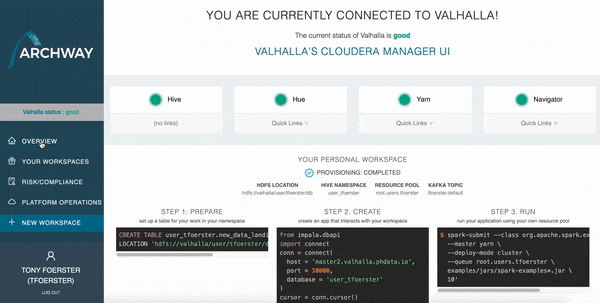 ARCHWAY
Valhalla status : good
OVERVIEW
YOUR WORKSPACES
RISK/COMPLIANCE
PLATFORM OPERATIONS
+ NEW WORKSPACE
TONY FOERSTER
(TFOERSTER)
LOG OUT
YOU ARE CURRENTLY CONNECTED TO VALHALLA!
The current status of Valhalla is good
VALHALLA'S CLOUDERA MANAGER UI
Hive
(no links)
Hue
Quick Links
Yarn
Quick Links
Navigator
Quick Links
YOUR PERSONAL WORKSPACE
PROVISIONING: COMPLETED
HDFS LOCATION
hdfs://valhalla/user/tfoerster/db
HIVE NAMESPACE
user_tfoerster
RESOURCE POOL
root.users.tfoerster
KAFKA TOPIC
tfoerster.default
STEP 1: PREPARE
set up a table for your work in your namespace
CREATE TABLE user_tfoerster.new_data_landi
LOCATION 'hdfs://valhalla/user/tfoerster/d
STEP 2. CREATE
create an app that interacts with your workspace
from impala.dbapi
import connect
conn = connect(
host = 'master2.valhalla.phdata.io',
port = 10000,
database = 'user_tfoerster'
)
cursor = conn.cursor()
STEP 3. RUN
run your application using your own resource pool
$ spark-submit --class org.apache.spark.ex
--master yarn \
--deploy-mode cluster \
--queue root.users.tfoerster \
examples/jars/spark-examples*.jar \
10'